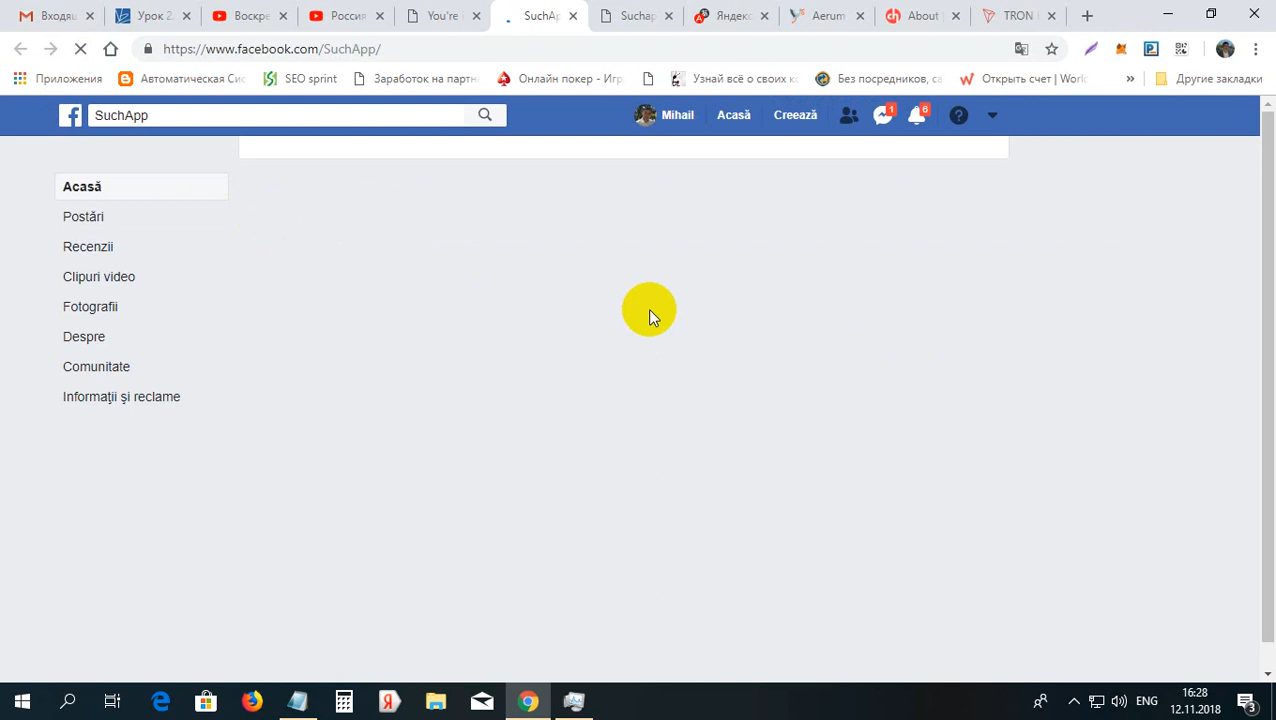 Входящ
Урок 2.
Воскре
Россия
You're
SuchAp
Suchap
Яндекс
Aerum
About
TRON
https://www.facebook.com/SuchApp/
Приложения
Автоматическая Сис
SEO sprint
Заработок на партн
Онлайн покер - Игр
Узнай всё о своих к
Без посредников, са
Открыть счет | Worl
»
Другие закладки
SuchApp
Mihail
Acasă
Creează
1
6
Acasă
Postări
Recenzii
Clipuri video
Fotografii
Despre
Comunitate
Informaţii şi reclame
ENG
16:28
12.11.2018
3